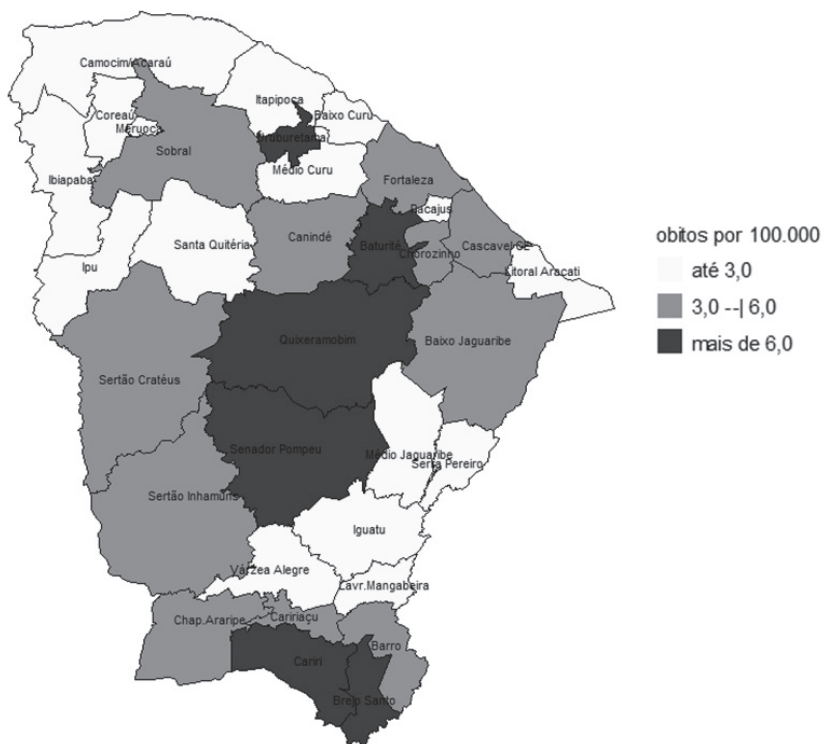 Camocim/Acaraú
Itapipoca
Coreaú
Baixo Curu
Meruoca
Uruburetama
Sobral
Médio Curu
Ibiapaba
Fortaleza
Pacajus
Santa Quitéria
Canindé
Baturité
Cascavel-CE
Chorozinho
Ipu
Litoral Aracati
Quixeramobim
Baixo Jaguaribe
Sertão Cratéus
Senador Pompeu
Médio Jaguaribe
Serra Pereiro
Sertão Inhamuns
Iguatu
Várzea Alegre
Lavr.Mangabeira
Chap.Araripe
Caririaçu
Barro
Cariri
Brejo Santo
obitos por 100.000
até 3,0
3,0 --| 6,0
mais de 6,0